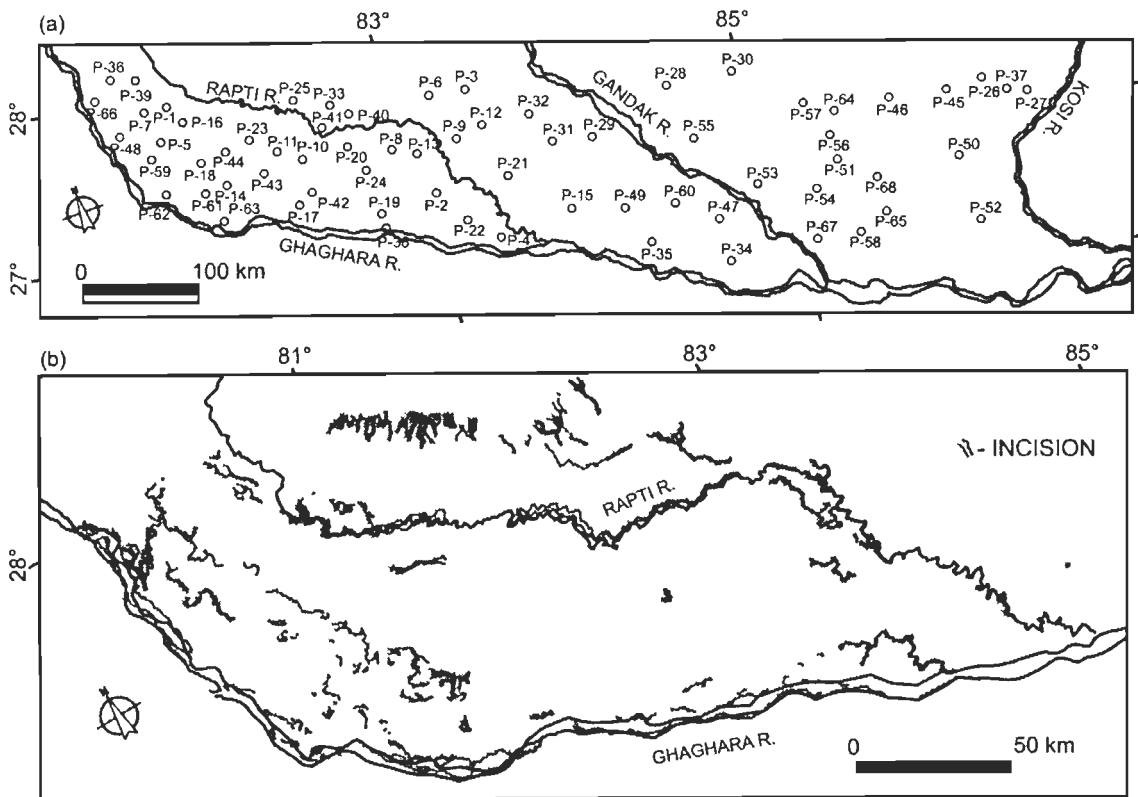 (a)
83°
85°
P-36
P-39
P-66
P-1
P-7
P-16
P-48
P-5
P-59
P-18
P-44
P-23
P-11
P-43
P-62
P-61
P-14
P-63
RAPTI R.
P-25
P-33
P-41
P-40
P-10
P-20
P-24
P-8
P-13
P-42
P-17
P-19
P-2
P-22
P-4
P-6
P-3
P-12
P-9
P-32
P-31
P-29
P-21
P-15
P-49
P-60
P-47
P-35
P-34
GANDAK R.
P-28
P-30
P-55
P-53
P-57
P-64
P-46
P-56
P-51
P-54
P-68
P-65
P-67
P-58
P-45
P-26
P-37
P-50
P-52
KOSI R.
GHAGHARA R.
28°
27°
0 100 km
(b)
81°
83°
85°
- INCISION
RAPTI R.
28°
GHAGHARA R.
0 50 km